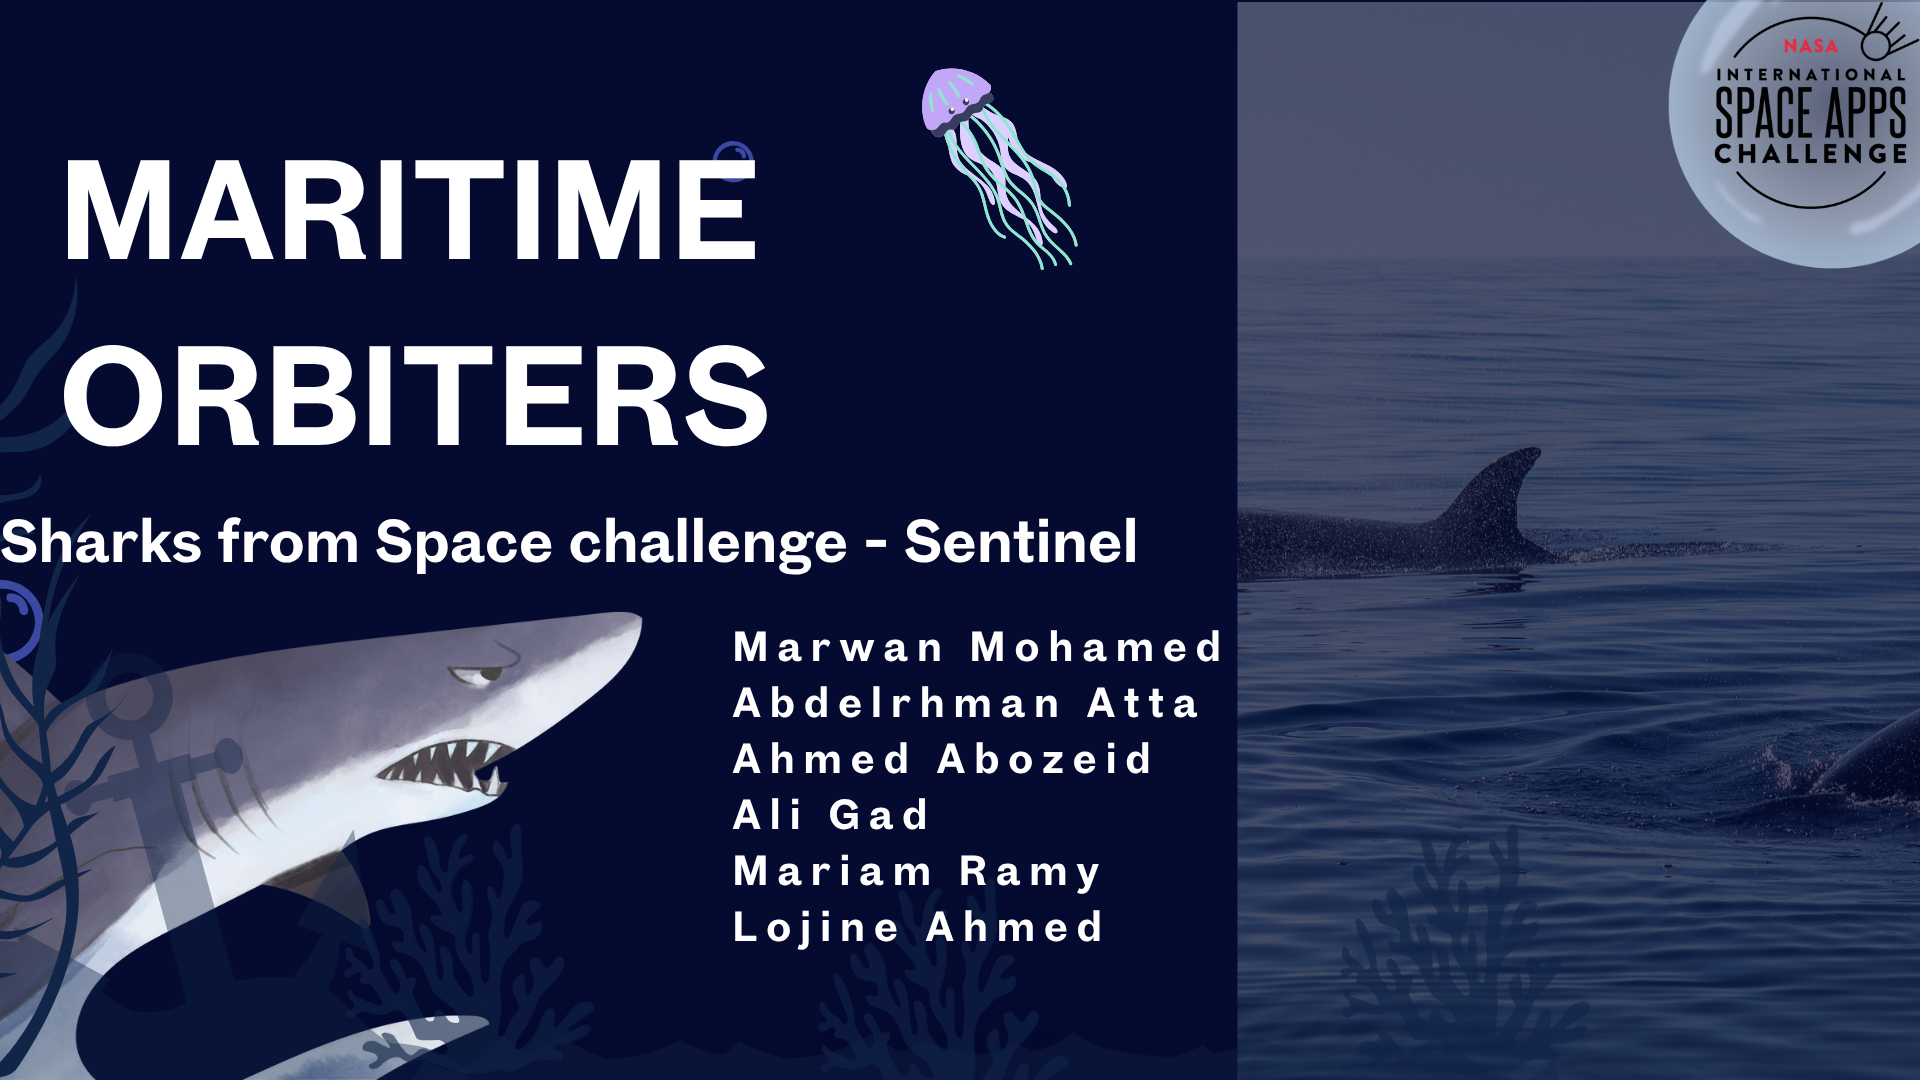 MARITIME
ORBITERS
Sharks from Space challenge - Sentinel
Marwan Mohamed
Abdelrhman Atta
Ahmed Abozeid
Ali Gad
Mariam Ramy
Lojine Ahmed
NASA
INTERNATIONAL
SPACE APPS
CHALLENGE